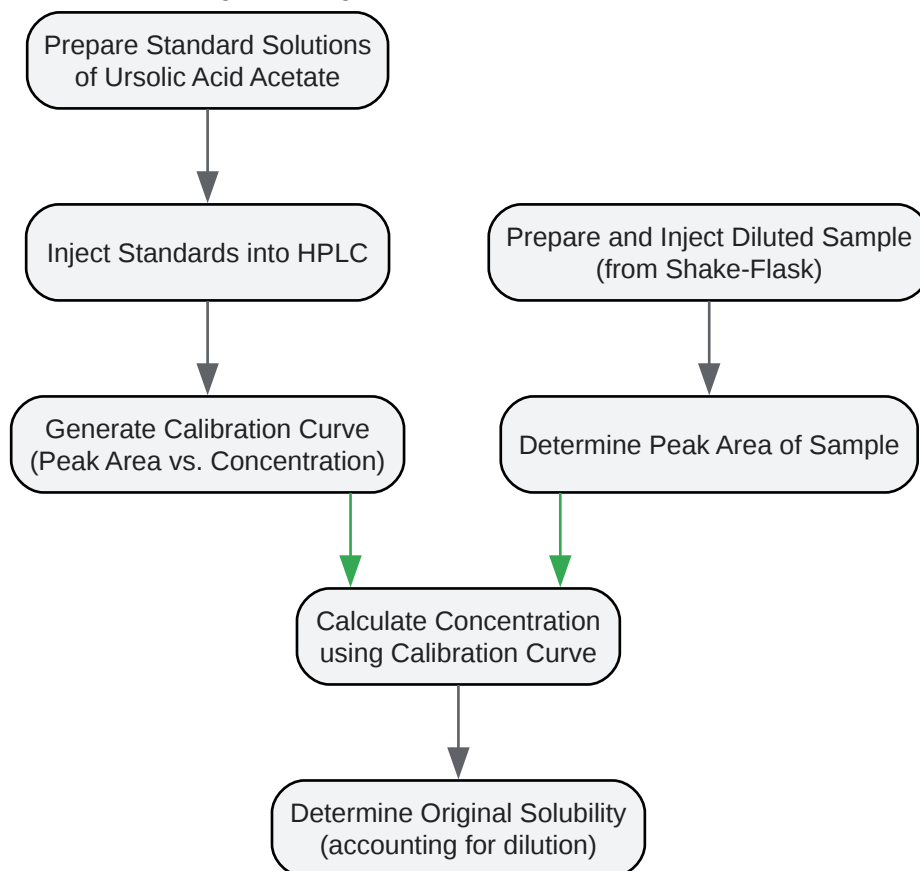 Prepare Standard Solutions
of Ursolic Acid Acetate
Inject Standards into HPLC
Prepare and Inject Diluted Sample
(from Shake-Flask)
Generate Calibration Curve
(Peak Area vs. Concentration)
Determine Peak Area of Sample
Calculate Concentration
using Calibration Curve
Determine Original Solubility
(accounting for dilution)